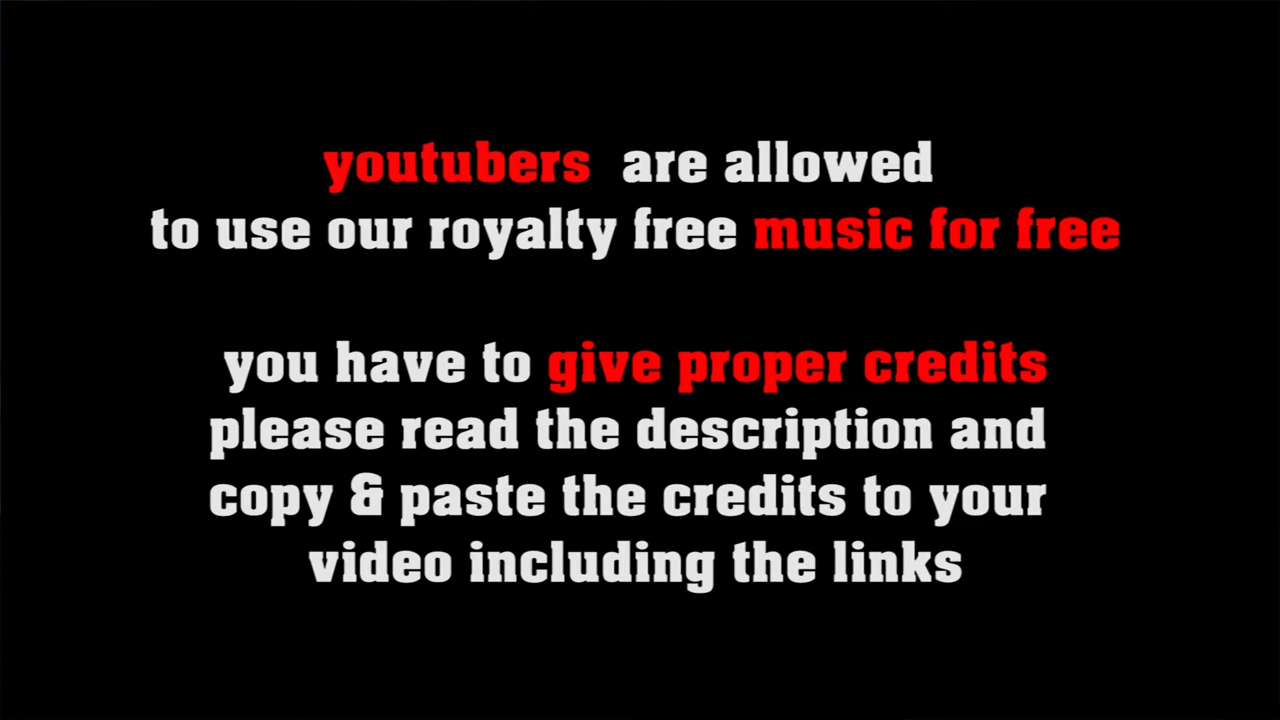 youtubers are allowed
to use our royalty free music for free
you have to give proper credits
please read the description and
copy & paste the credits to your
video including the links